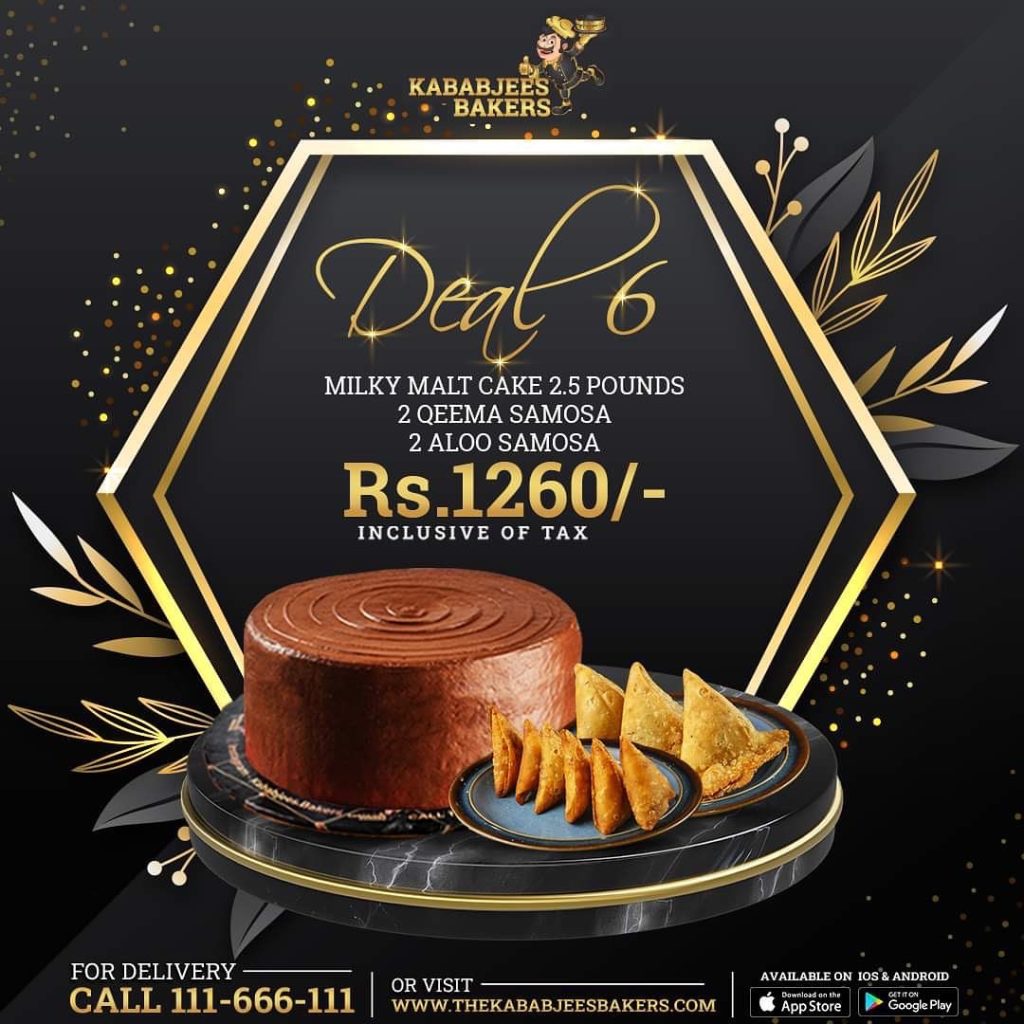 KABABJEES
BAKERS
Deal 6
MILKY MALT CAKE 2.5 POUNDS
2 QEEMA SAMOSA
2 ALOO SAMOSA
Rs.1260/-
INCLUSIVE OF TAX
Kababjees Bakers
FOR DELIVERY
CALL 111-666-111
OR VISIT
WWW.THEKABABJEESBAKERS.COM
AVAILABLE ON IOS & ANDROID
Download on the
App Store
GET IT ON
Google Play